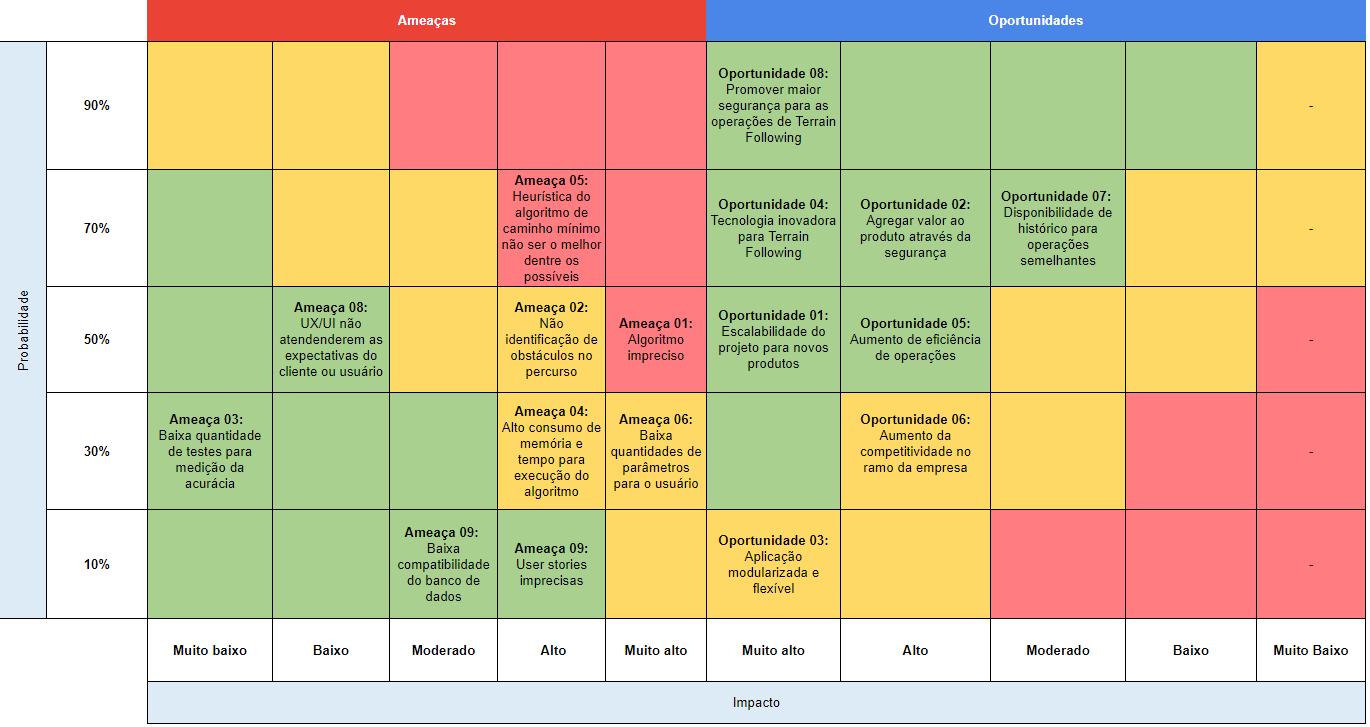 Ameaças
Oportunidades
Probabilidade
90%
Oportunidade 08:
Promover maior
segurança para as
operações de Terrain
Following
-
70%
Ameaça 05:
Heurística do
algoritmo de
caminho mínimo
não ser o melhor
dentre os
possíveis
Oportunidade 04:
Tecnologia inovadora
para Terrain
Following
Oportunidade 02:
Agregar valor ao
produto através da
segurança
Oportunidade 07:
Disponibilidade de
histórico para
operações
semelhantes
-
50%
Ameaça 08:
UX/UI não
atendenderem as
expectativas do
cliente ou usuário
Ameaça 02:
Não
identificação de
obstáculos no
percurso
Ameaça 01:
Algoritmo
impreciso
Oportunidade 01:
Escalabilidade do
projeto para novos
produtos
Oportunidade 05:
Aumento de eficiência
de operações
-
30%
Ameaça 03:
Baixa quantidade
de testes para
medição da
acurácia
Ameaça 04:
Alto consumo de
memória e
tempo para
execução do
algoritmo
Ameaça 06:
Baixa
quantidades de
parâmetros
para o usuário
Oportunidade 06:
Aumento da
competitividade no
ramo da empresa
-
10%
Ameaça 09:
Baixa
compatibilidade
do banco de
dados
Ameaça 09:
User stories
imprecisas
Oportunidade 03:
Aplicação
modularizada e
flexível
-
Muito baixo
Baixo
Moderado
Alto
Muito alto
Muito alto
Alto
Moderado
Baixo
Muito Baixo
Impacto